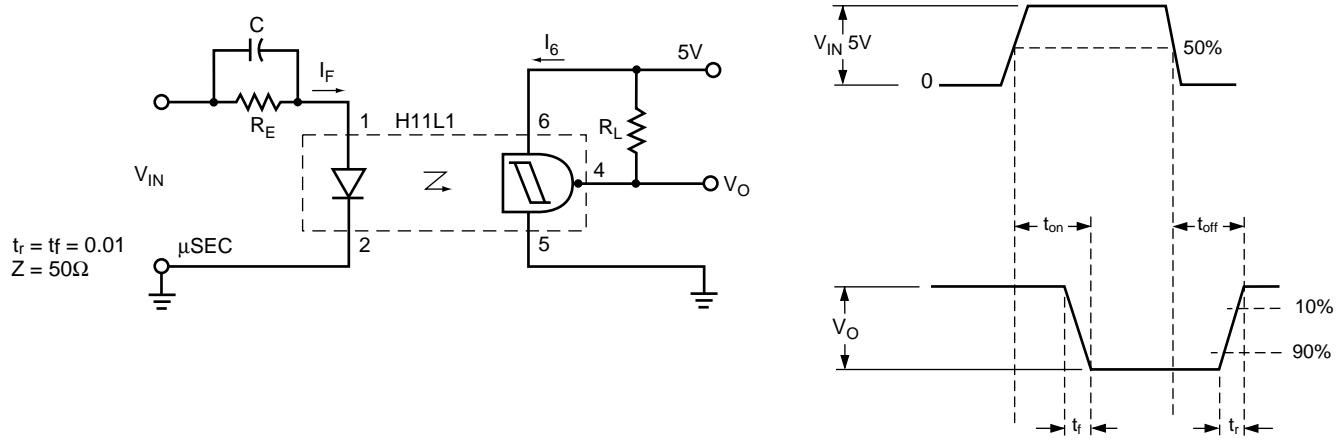 C
I_F
R_E
1
H11L1
6
I_6
5V
R_L
4
V_O
V_IN
2
5
t_r = tf = 0.01
μSEC
Z = 50Ω
V_IN 5V
0
50%
t_on
t_off
V_O
10%
90%
t_f
t_r